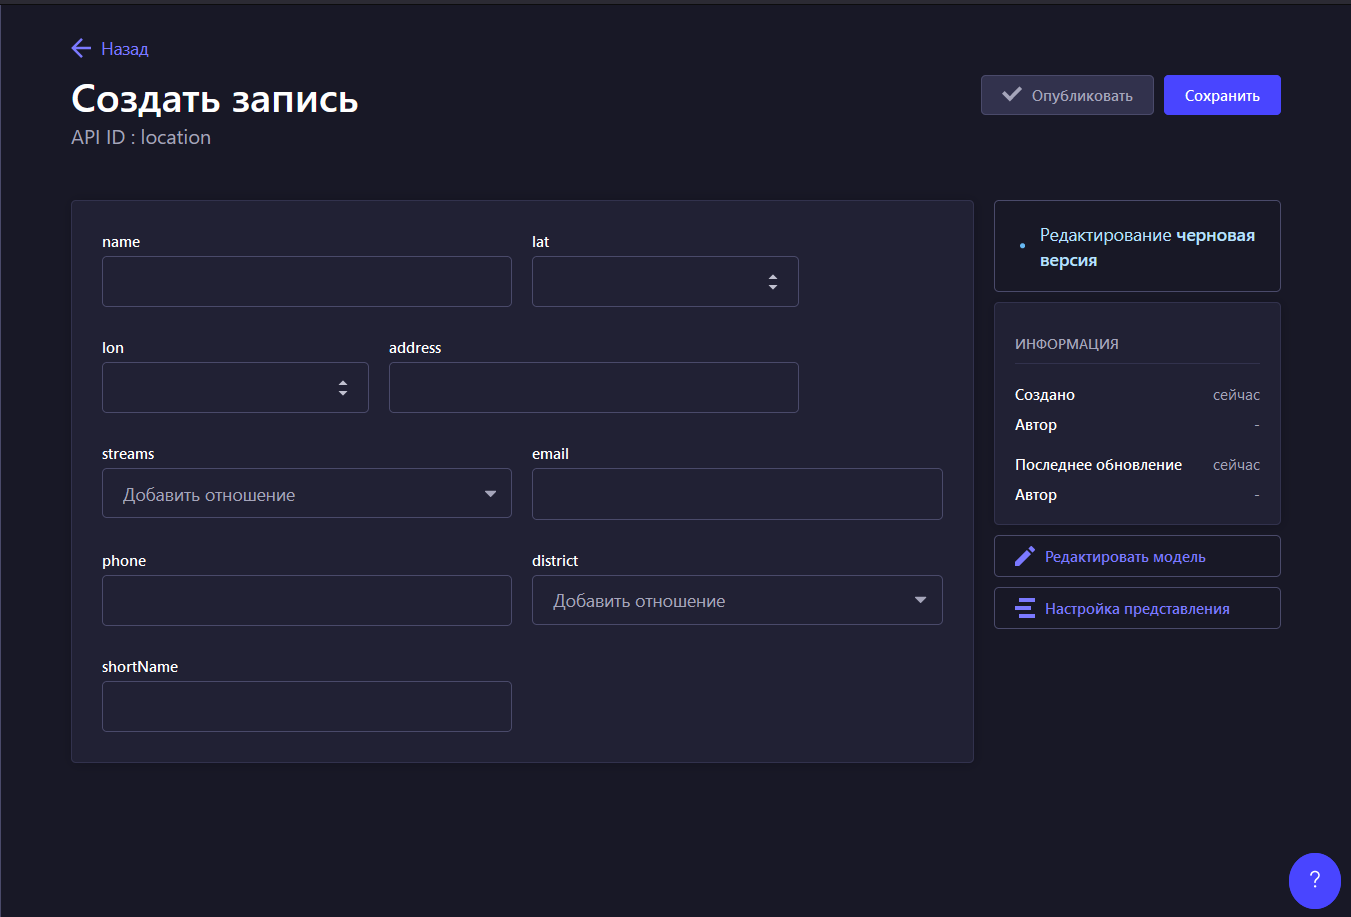 Назад
Создать запись
API ID : location
Опубликовать
Сохранить
name
lat
lon
address
streams
Добавить отношение
email
phone
district
Добавить отношение
shortName
Редактирование черновая
версия
ИНФОРМАЦИЯ
Создано сейчас
Автор -
Последнее обновление сейчас
Автор -
Редактировать модель
Настройка представления
?